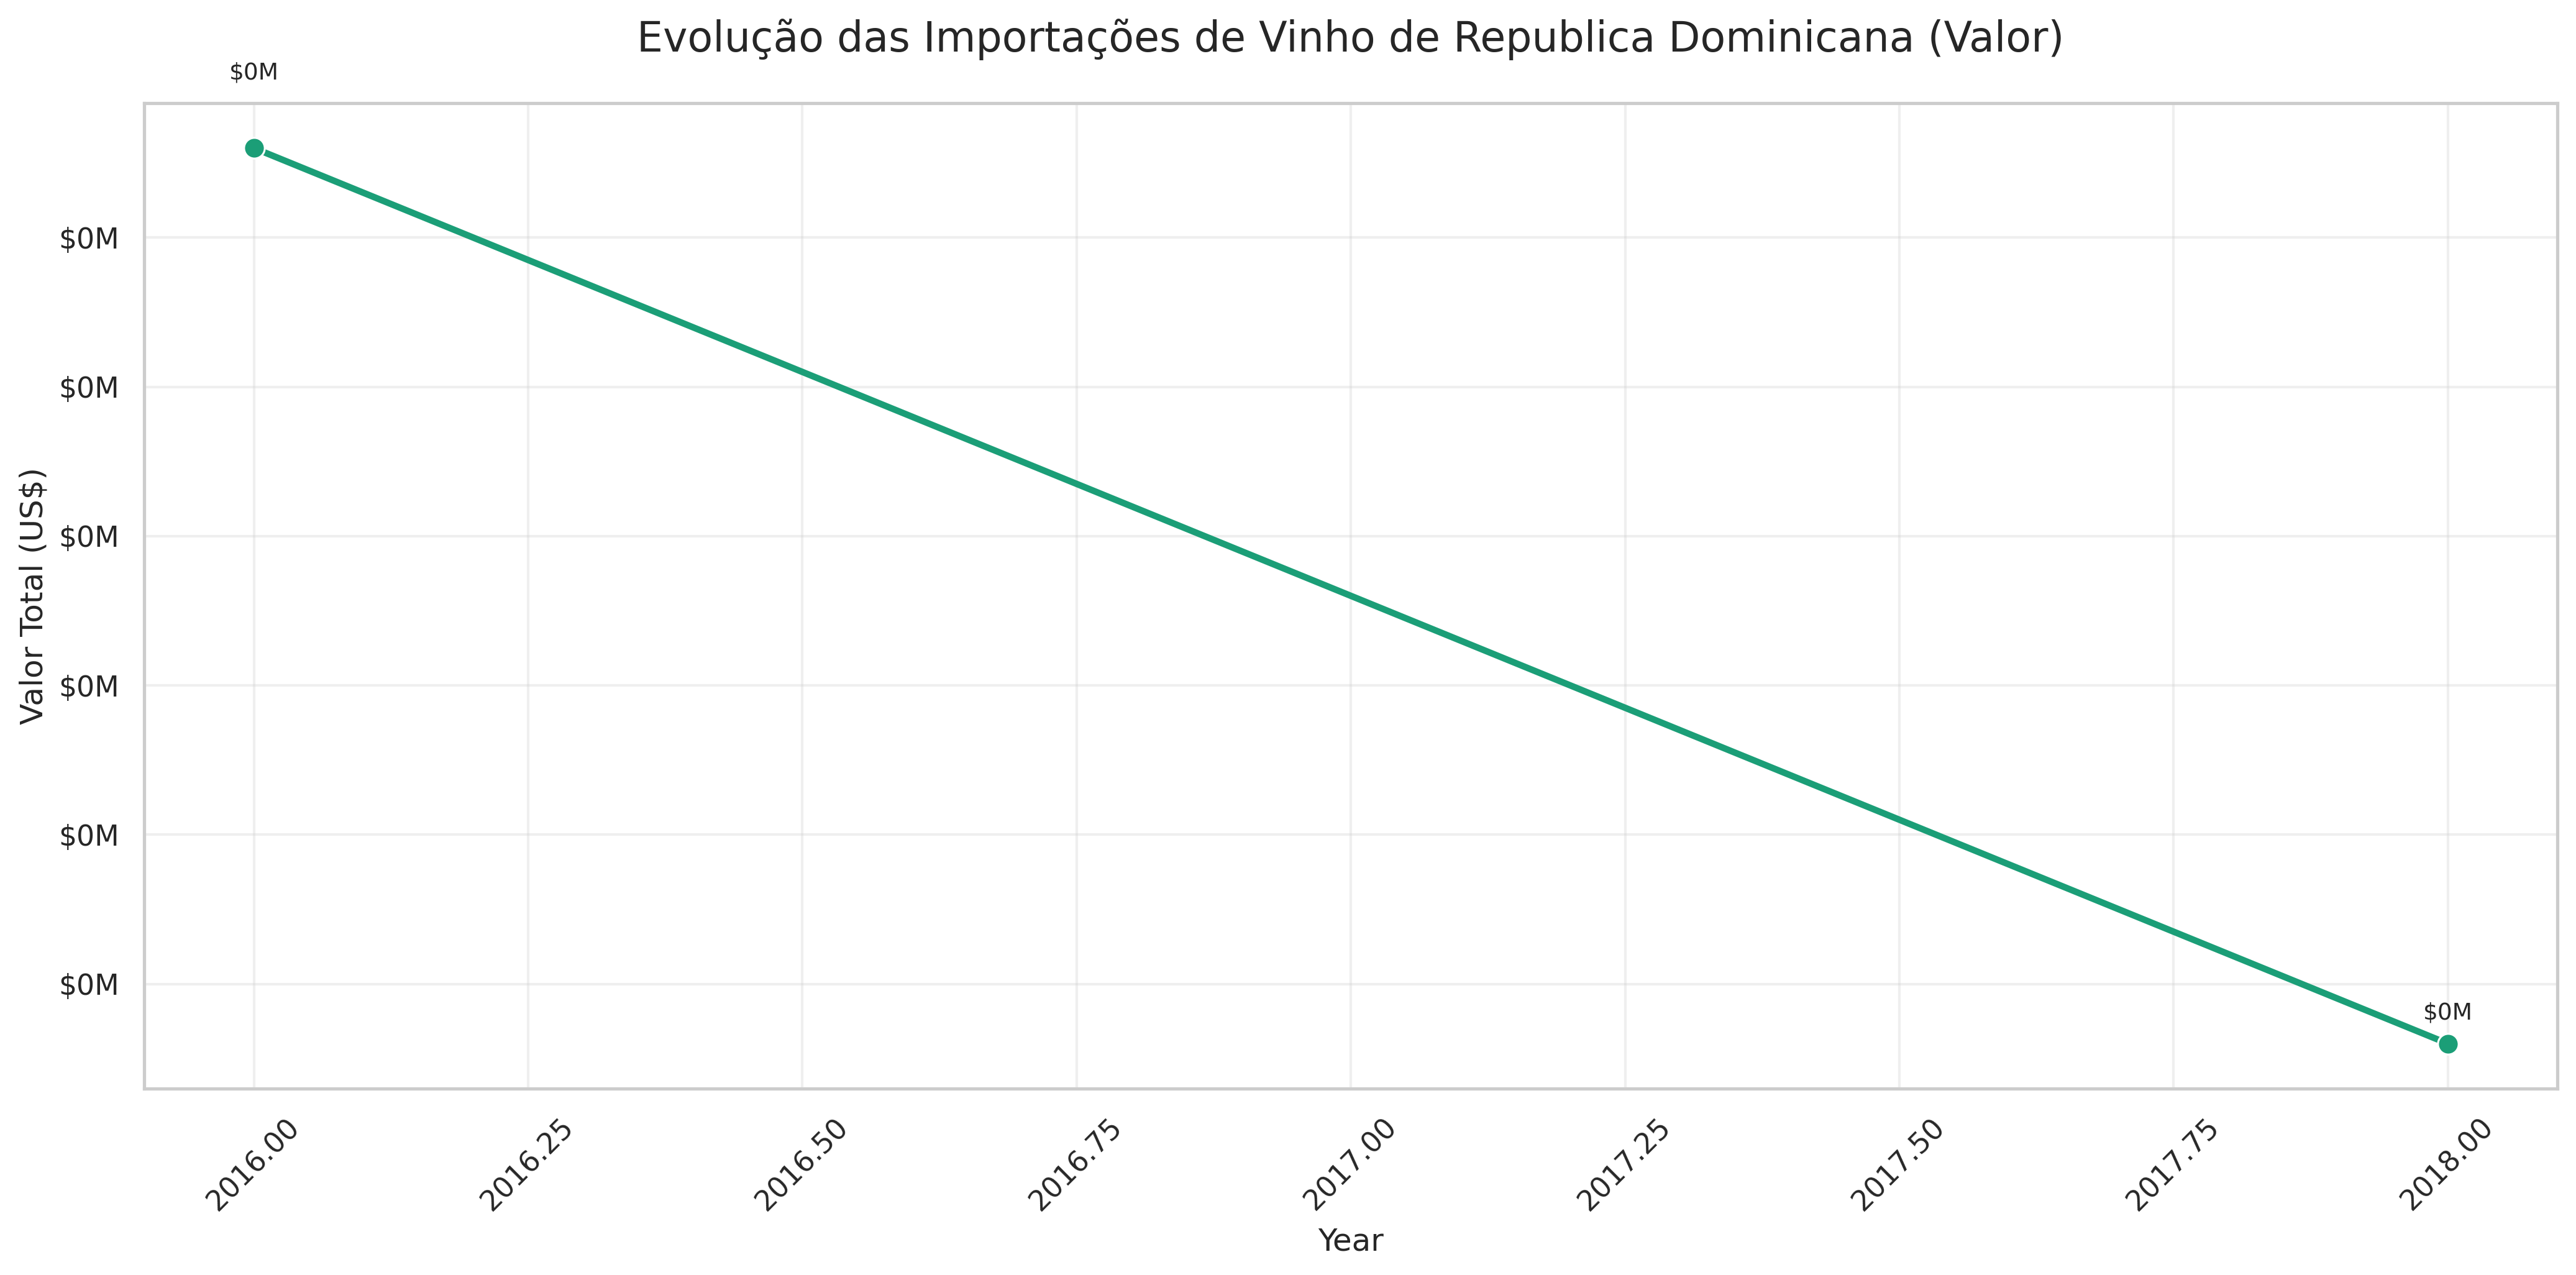 Evolução das Importações de Vinho de Republica Dominicana (Valor)
$0M
$0M
$0M
$0M
$0M
$0M
$0M
$0M
Valor Total (US$)
2016.00
2016.25
2016.50
2016.75
2017.00
2017.25
2017.50
2017.75
2018.00
Year